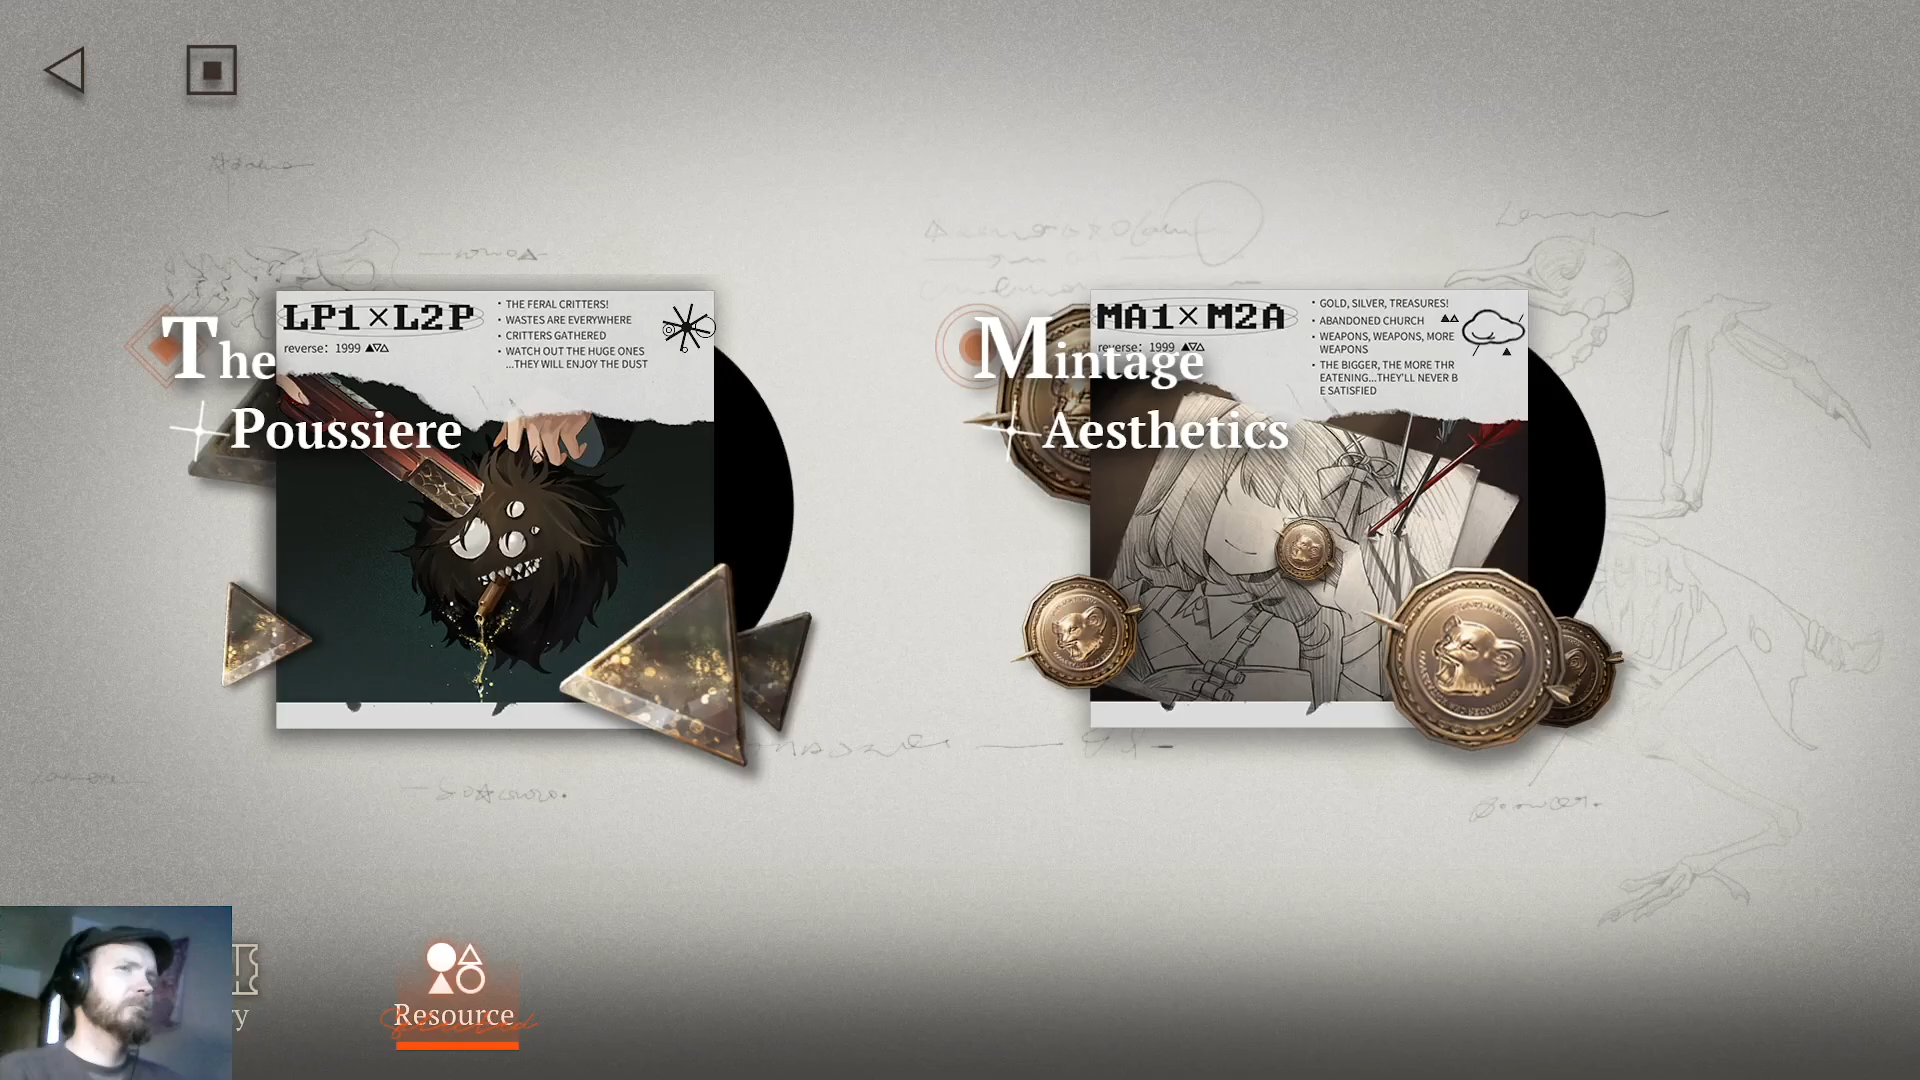 LP1×L2P
reverse: 1999
THE FERAL CRITTERS!
WASTES ARE EVERYWHERE
CRITTERS GATHERED
WATCH OUT THE HUGE ONES
...THEY WILL ENJOY THE DUST
The
Poussiere
MA1×M2A
reverse: 1999
GOLD, SILVER, TREASURES!
ABANDONED CHURCH
WEAPONS, WEAPONS, MORE
WEAPONS
THE BIGGER, THE MORE THR
EATENING...THEY'LL NEVER B
E SATISFIED
Mintage
Aesthetics
ry
Resource